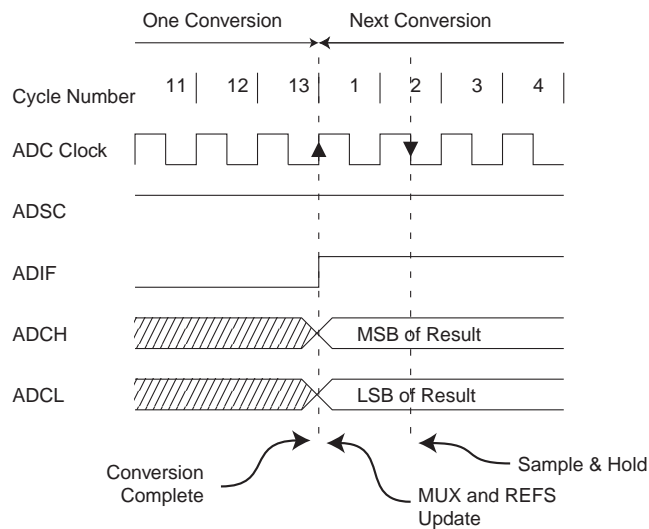 One Conversion
Next Conversion
Cycle Number
11
12
13
1
2
3
4
ADC Clock
ADSC
ADIF
ADCH
MSB of Result
ADCL
LSB of Result
Conversion
Complete
MUX and REFS
Update
Sample & Hold